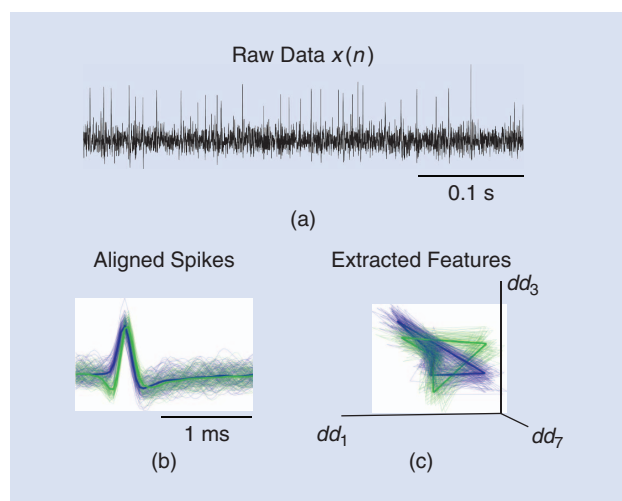 Raw Data x(n)
0.1 s
(a)
Aligned Spikes
Extracted Features
dd3
1 ms
dd1
dd7
(b)
(c)